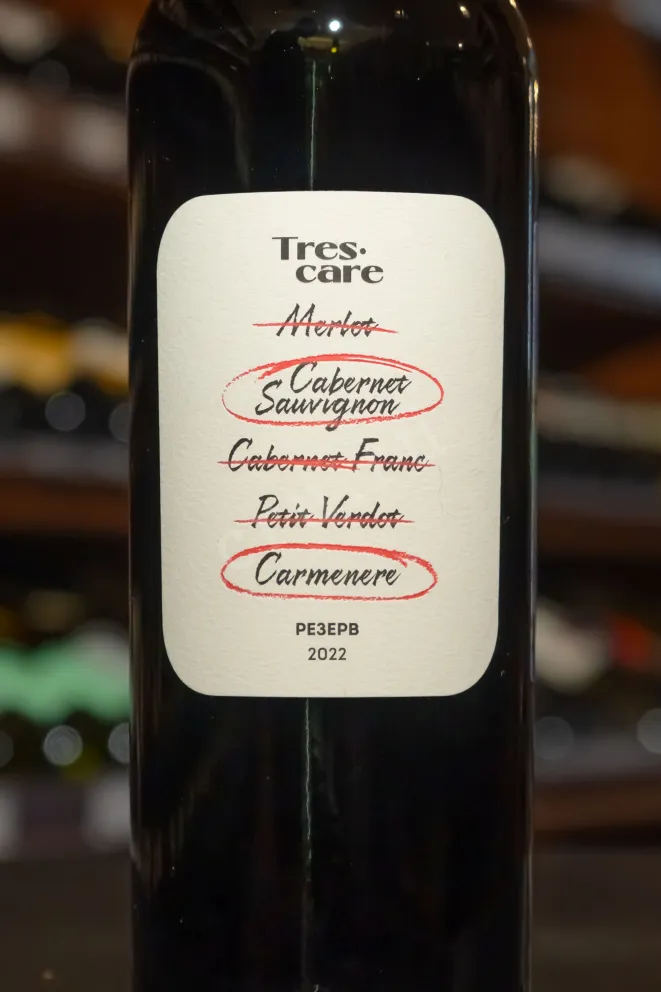 Tres·
care
Merlot
Cabernet
Sauvignon
Cabernet Franc
Petit Verdot
Carmenere
РЕЗЕРВ
2022